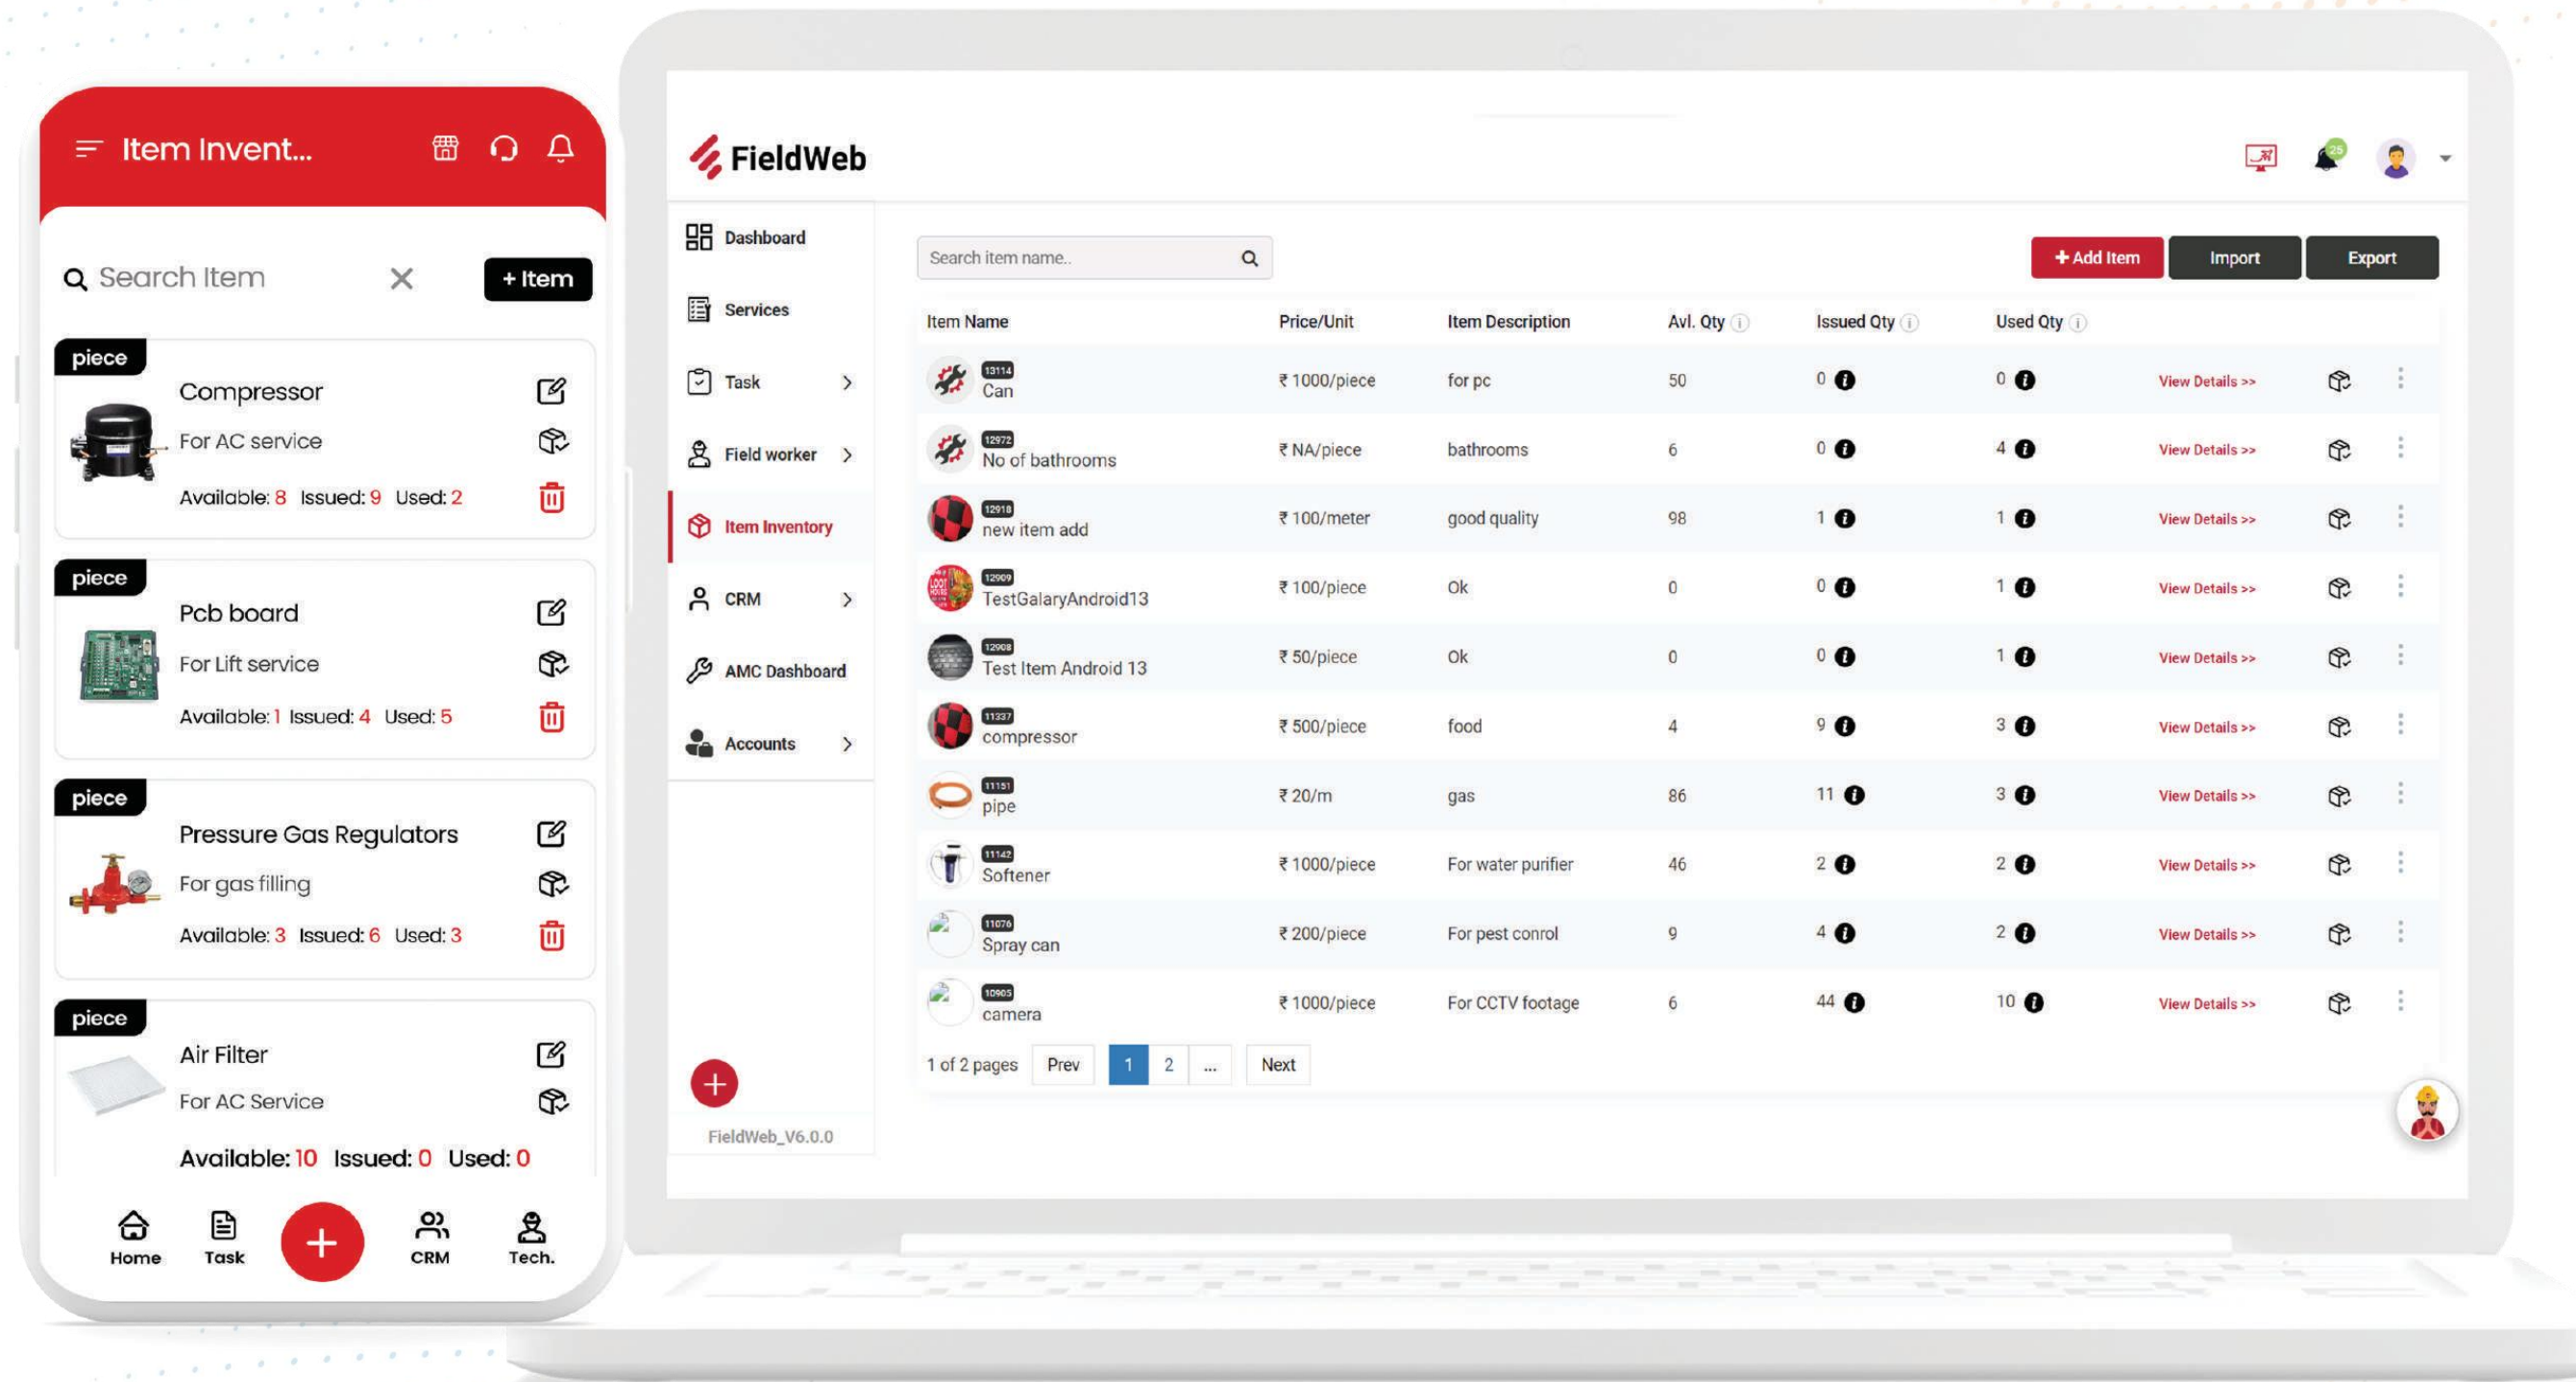 Item Invent...
Search Item
+ Item
piece
Compressor
For AC service
Available: 8 Issued: 9 Used: 2
piece
Pcb board
For Lift service
Available: 1 Issued: 4 Used: 5
piece
Pressure Gas Regulators
For gas filling
Available: 3 Issued: 6 Used: 3
piece
Air Filter
For AC Service
Available: 10 Issued: 0 Used: 0
Home Task CRM Tech.
FieldWeb
25
Dashboard
Services
Task
Field worker
Item Inventory
CRM
AMC Dashboard
Accounts
FieldWeb_V6.0.0
Search item name..
+ Add Item Import Export
Item Name Price/Unit Item Description Avl. Qty Issued Qty Used Qty
13114
Can ₹ 1000/piece for pc 50 0 0 View Details >>
12972
No of bathrooms ₹ NA/piece bathrooms 6 0 4 View Details >>
12918
new item add ₹ 100/meter good quality 98 1 1 View Details >>
12909
TestGalaryAndroid13 ₹ 100/piece Ok 0 0 1 View Details >>
12908
Test Item Android 13 ₹ 50/piece Ok 0 0 1 View Details >>
11337
compressor ₹ 500/piece food 4 9 3 View Details >>
11151
pipe ₹ 20/m gas 86 11 3 View Details >>
11142
Softener ₹ 1000/piece For water purifier 46 2 2 View Details >>
11076
Spray can ₹ 200/piece For pest conrol 9 4 2 View Details >>
10905
camera ₹ 1000/piece For CCTV footage 6 44 10 View Details >>
1 of 2 pages Prev 1 2 ... Next